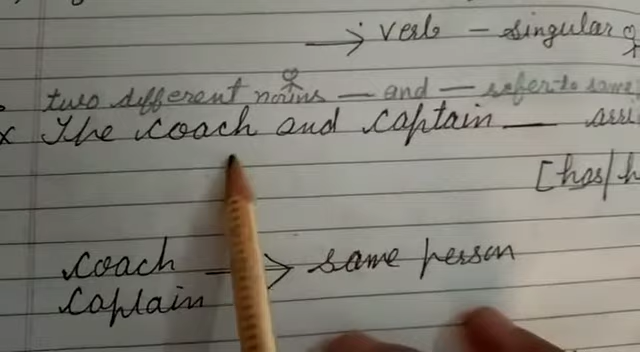 → verb – singular
two different nouns – and – refer to same
The coach and captain —
[has/h
coach → same person
captain